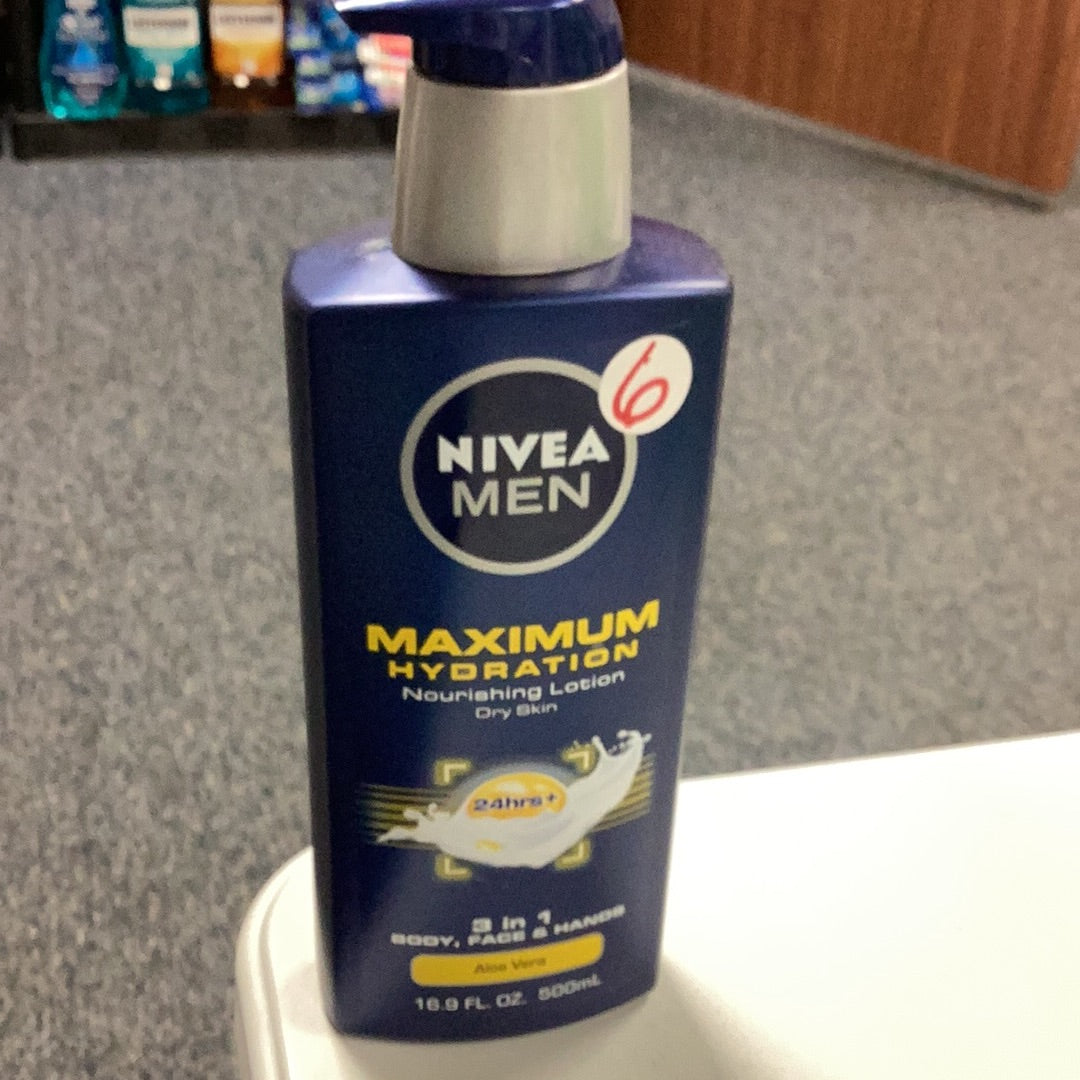 6
NIVEA
MEN
MAXIMUM
HYDRATION
Nourishing Lotion
Dry Skin
24hrs+
3 in 1
BODY, FACE & HANDS
Aloe Vera
16.9 FL. OZ. 500mL